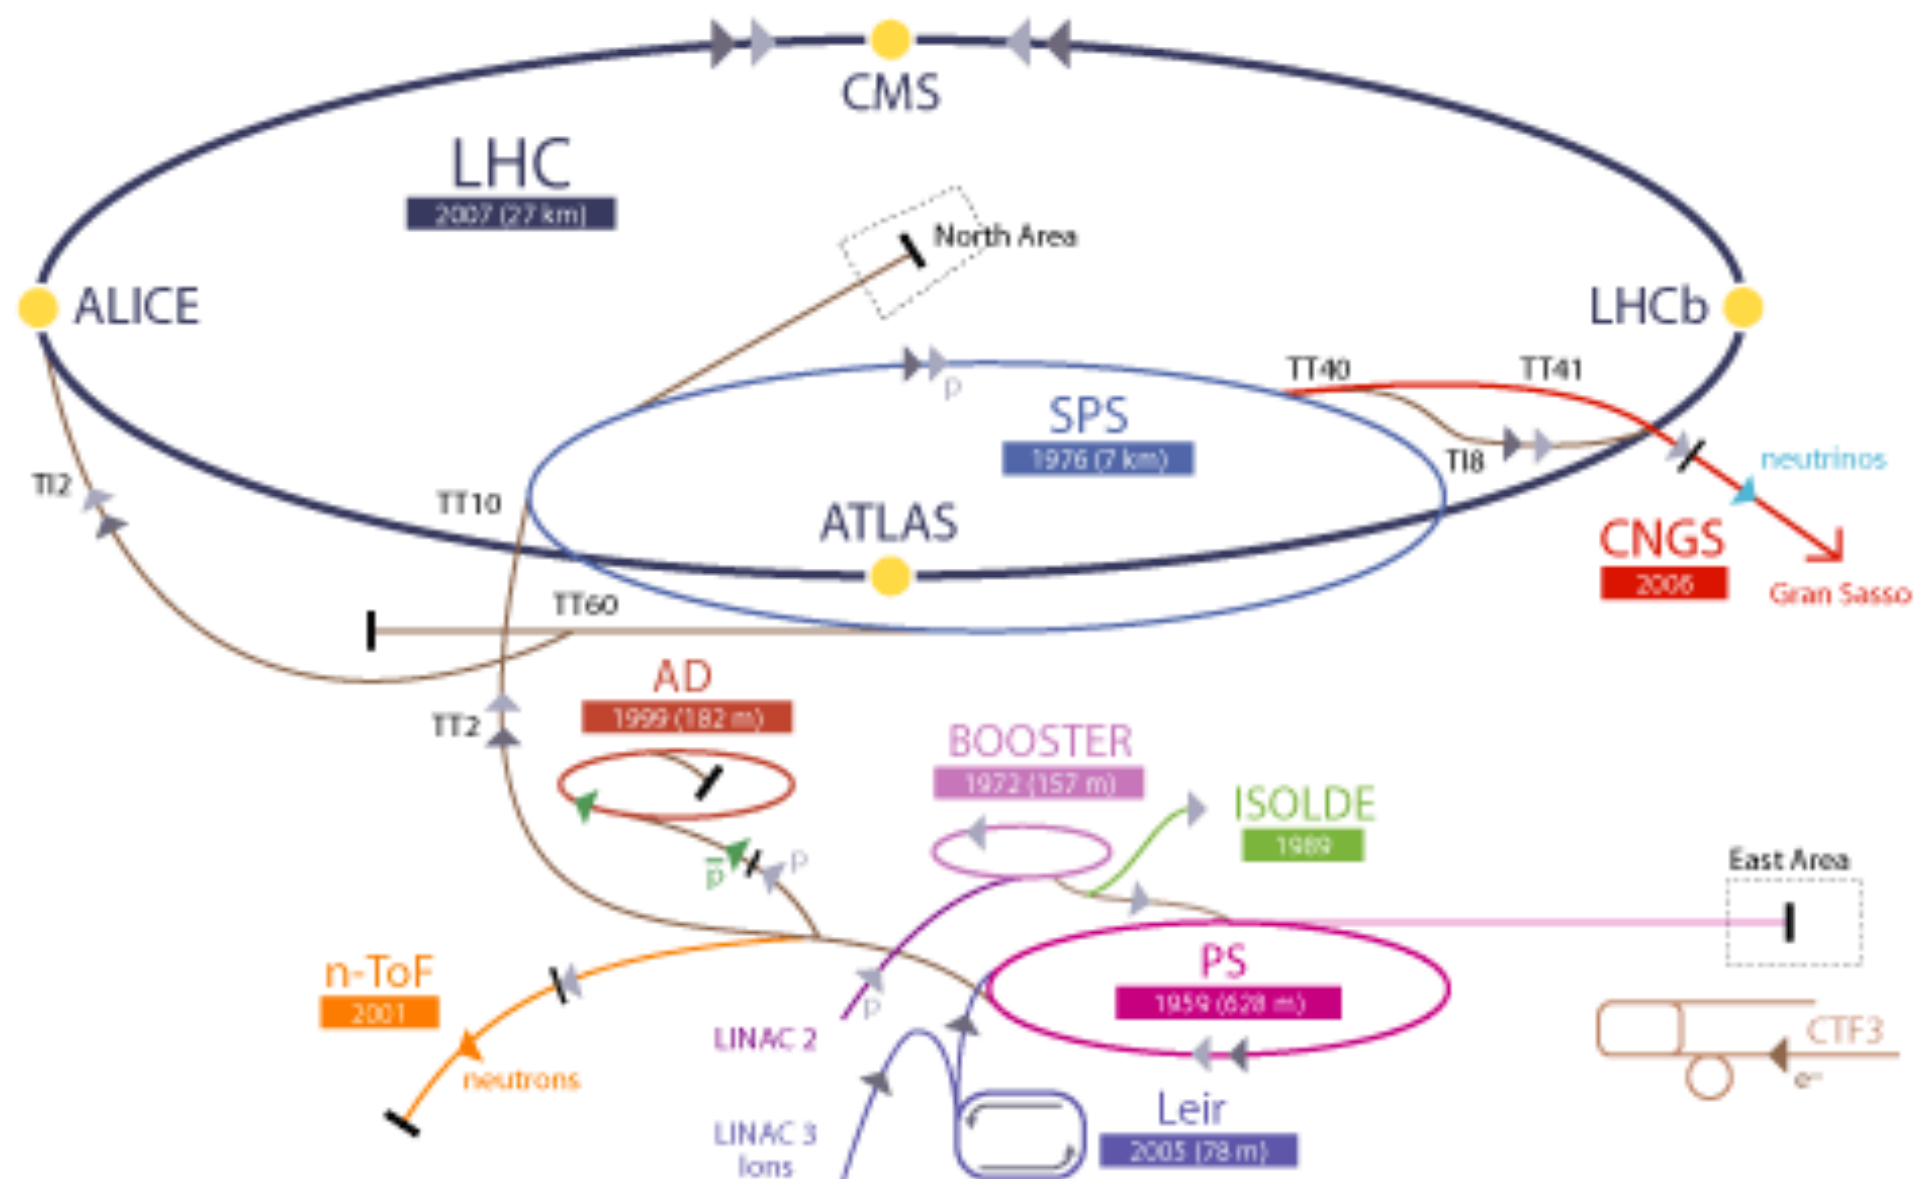 CMS
LHC
2007 (27 km)
North Area
ALICE
LHCb
TT40
TT41
p
SPS
1976 (7 km)
TI8
neutrinos
TI2
TT10
ATLAS
CNGS
2006
Gran Sasso
TT60
AD
1999 (182 m)
TT2
BOOSTER
1972 (157 m)
ISOLDE
1989
East Area
p
p̅
n-ToF
2001
PS
1959 (628 m)
p
LINAC 2
CTF3
neutrons
e⁻
Leir
2005 (78 m)
LINAC 3
Ions